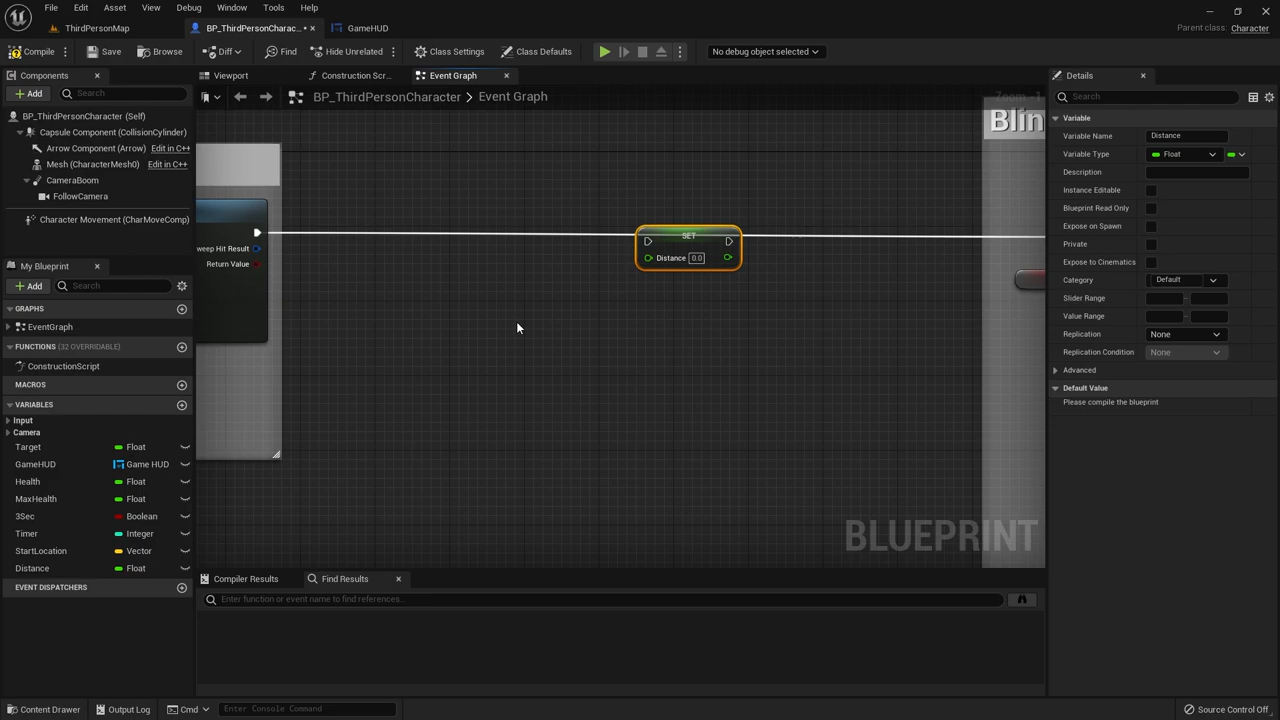 File Edit Asset View Debug Window Tools Help
ThirdPersonMap
BP_ThirdPersonCharac... •
GameHUD
Parent class: Character
Compile
Save
Browse
Diff
Find
Hide Unrelated
Class Settings
Class Defaults
No debug object selected
Components
Add
Search
BP_ThirdPersonCharacter (Self)
Capsule Component (CollisionCylinder)
Arrow Component (Arrow) Edit in C++
Mesh (CharacterMesh0) Edit in C++
CameraBoom
FollowCamera
Character Movement (CharMoveComp)
My Blueprint
Add
Search
GRAPHS
EventGraph
FUNCTIONS (32 OVERRIDABLE)
ConstructionScript
MACROS
VARIABLES
Input
Camera
Target Float
GameHUD Game HUD
Health Float
MaxHealth Float
3Sec Boolean
Timer Integer
StartLocation Vector
Distance Float
EVENT DISPATCHERS
Viewport
Construction Scr...
Event Graph
BP_ThirdPersonCharacter > Event Graph
Zoom -1
Blin
weep Hit Result
Return Value
SET
Distance 0.0
BLUEPRINT
Compiler Results
Find Results
Enter function or event name to find references...
Details
Search
Variable
Variable Name Distance
Variable Type Float
Description
Instance Editable
Blueprint Read Only
Expose on Spawn
Private
Expose to Cinematics
Category Default
Slider Range
Value Range
Replication None
Replication Condition None
Advanced
Default Value
Please compile the blueprint
Content Drawer
Output Log
Cmd
Enter Console Command
Source Control Off